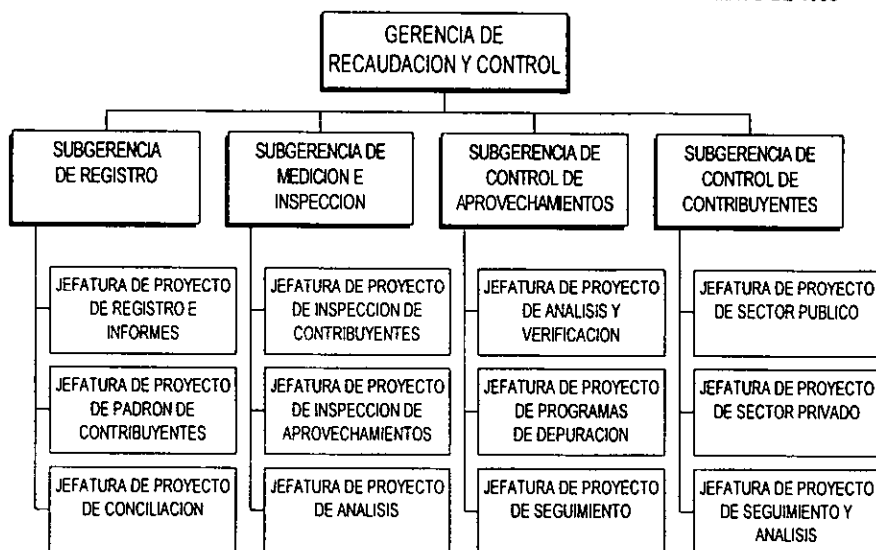 GERENCIA DE
RECAUDACION Y CONTROL
SUBGERENCIA
DE REGISTRO
SUBGERENCIA DE
MEDICION E
INSPECCION
SUBGERENCIA DE
CONTROL DE
APROVECHAMIENTOS
SUBGERENCIA DE
CONTROL DE
CONTRIBUYENTES
JEFATURA DE PROYECTO
DE REGISTRO E
INFORMES
JEFATURA DE PROYECTO
DE INSPECCION DE
CONTRIBUYENTES
JEFATURA DE PROYECTO
DE ANALISIS Y
VERIFICACION
JEFATURA DE PROYECTO
DE SECTOR PUBLICO
JEFATURA DE PROYECTO
DE PADRON DE
CONTRIBUYENTES
JEFATURA DE PROYECTO
DE INSPECCION DE
APROVECHAMIENTOS
JEFATURA DE PROYECTO
DE PROGRAMAS
DE DEPURACION
JEFATURA DE PROYECTO
DE SECTOR PRIVADO
JEFATURA DE PROYECTO
DE CONCILIACION
JEFATURA DE PROYECTO
DE ANALISIS
JEFATURA DE PROYECTO
DE SEGUIMIENTO
JEFATURA DE PROYECTO
DE SEGUIMIENTO Y
ANALISIS